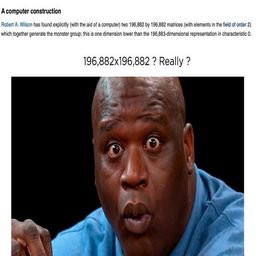 A computer construction
Robert A. Wilson has found explicitly (with the aid of a computer) two 196,882 by 196,882 matrices (with elements in the field of order 2)
which together generate the monster group; this is one dimension lower than the 196,883-dimensional representation in characteristic 0.
196,882x196,882 ? Really ?